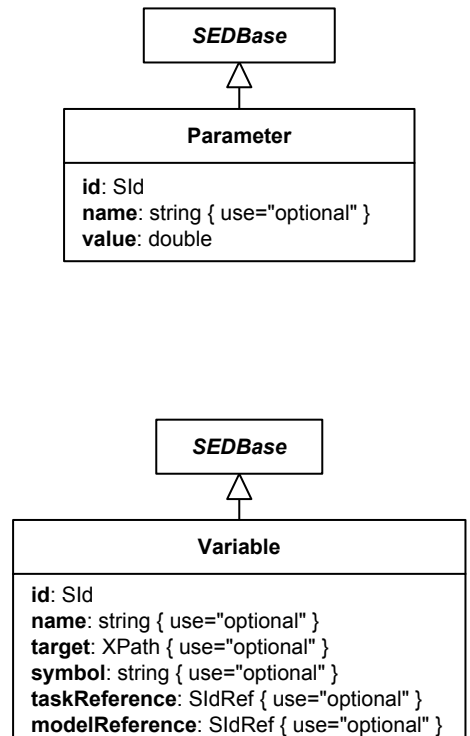 SEDBase
Parameter
id: SId
name: string { use="optional" }
value: double
SEDBase
Variable
id: SId
name: string { use="optional" }
target: XPath { use="optional" }
symbol: string { use="optional" }
taskReference: SIdRef { use="optional" }
modelReference: SIdRef { use="optional" }